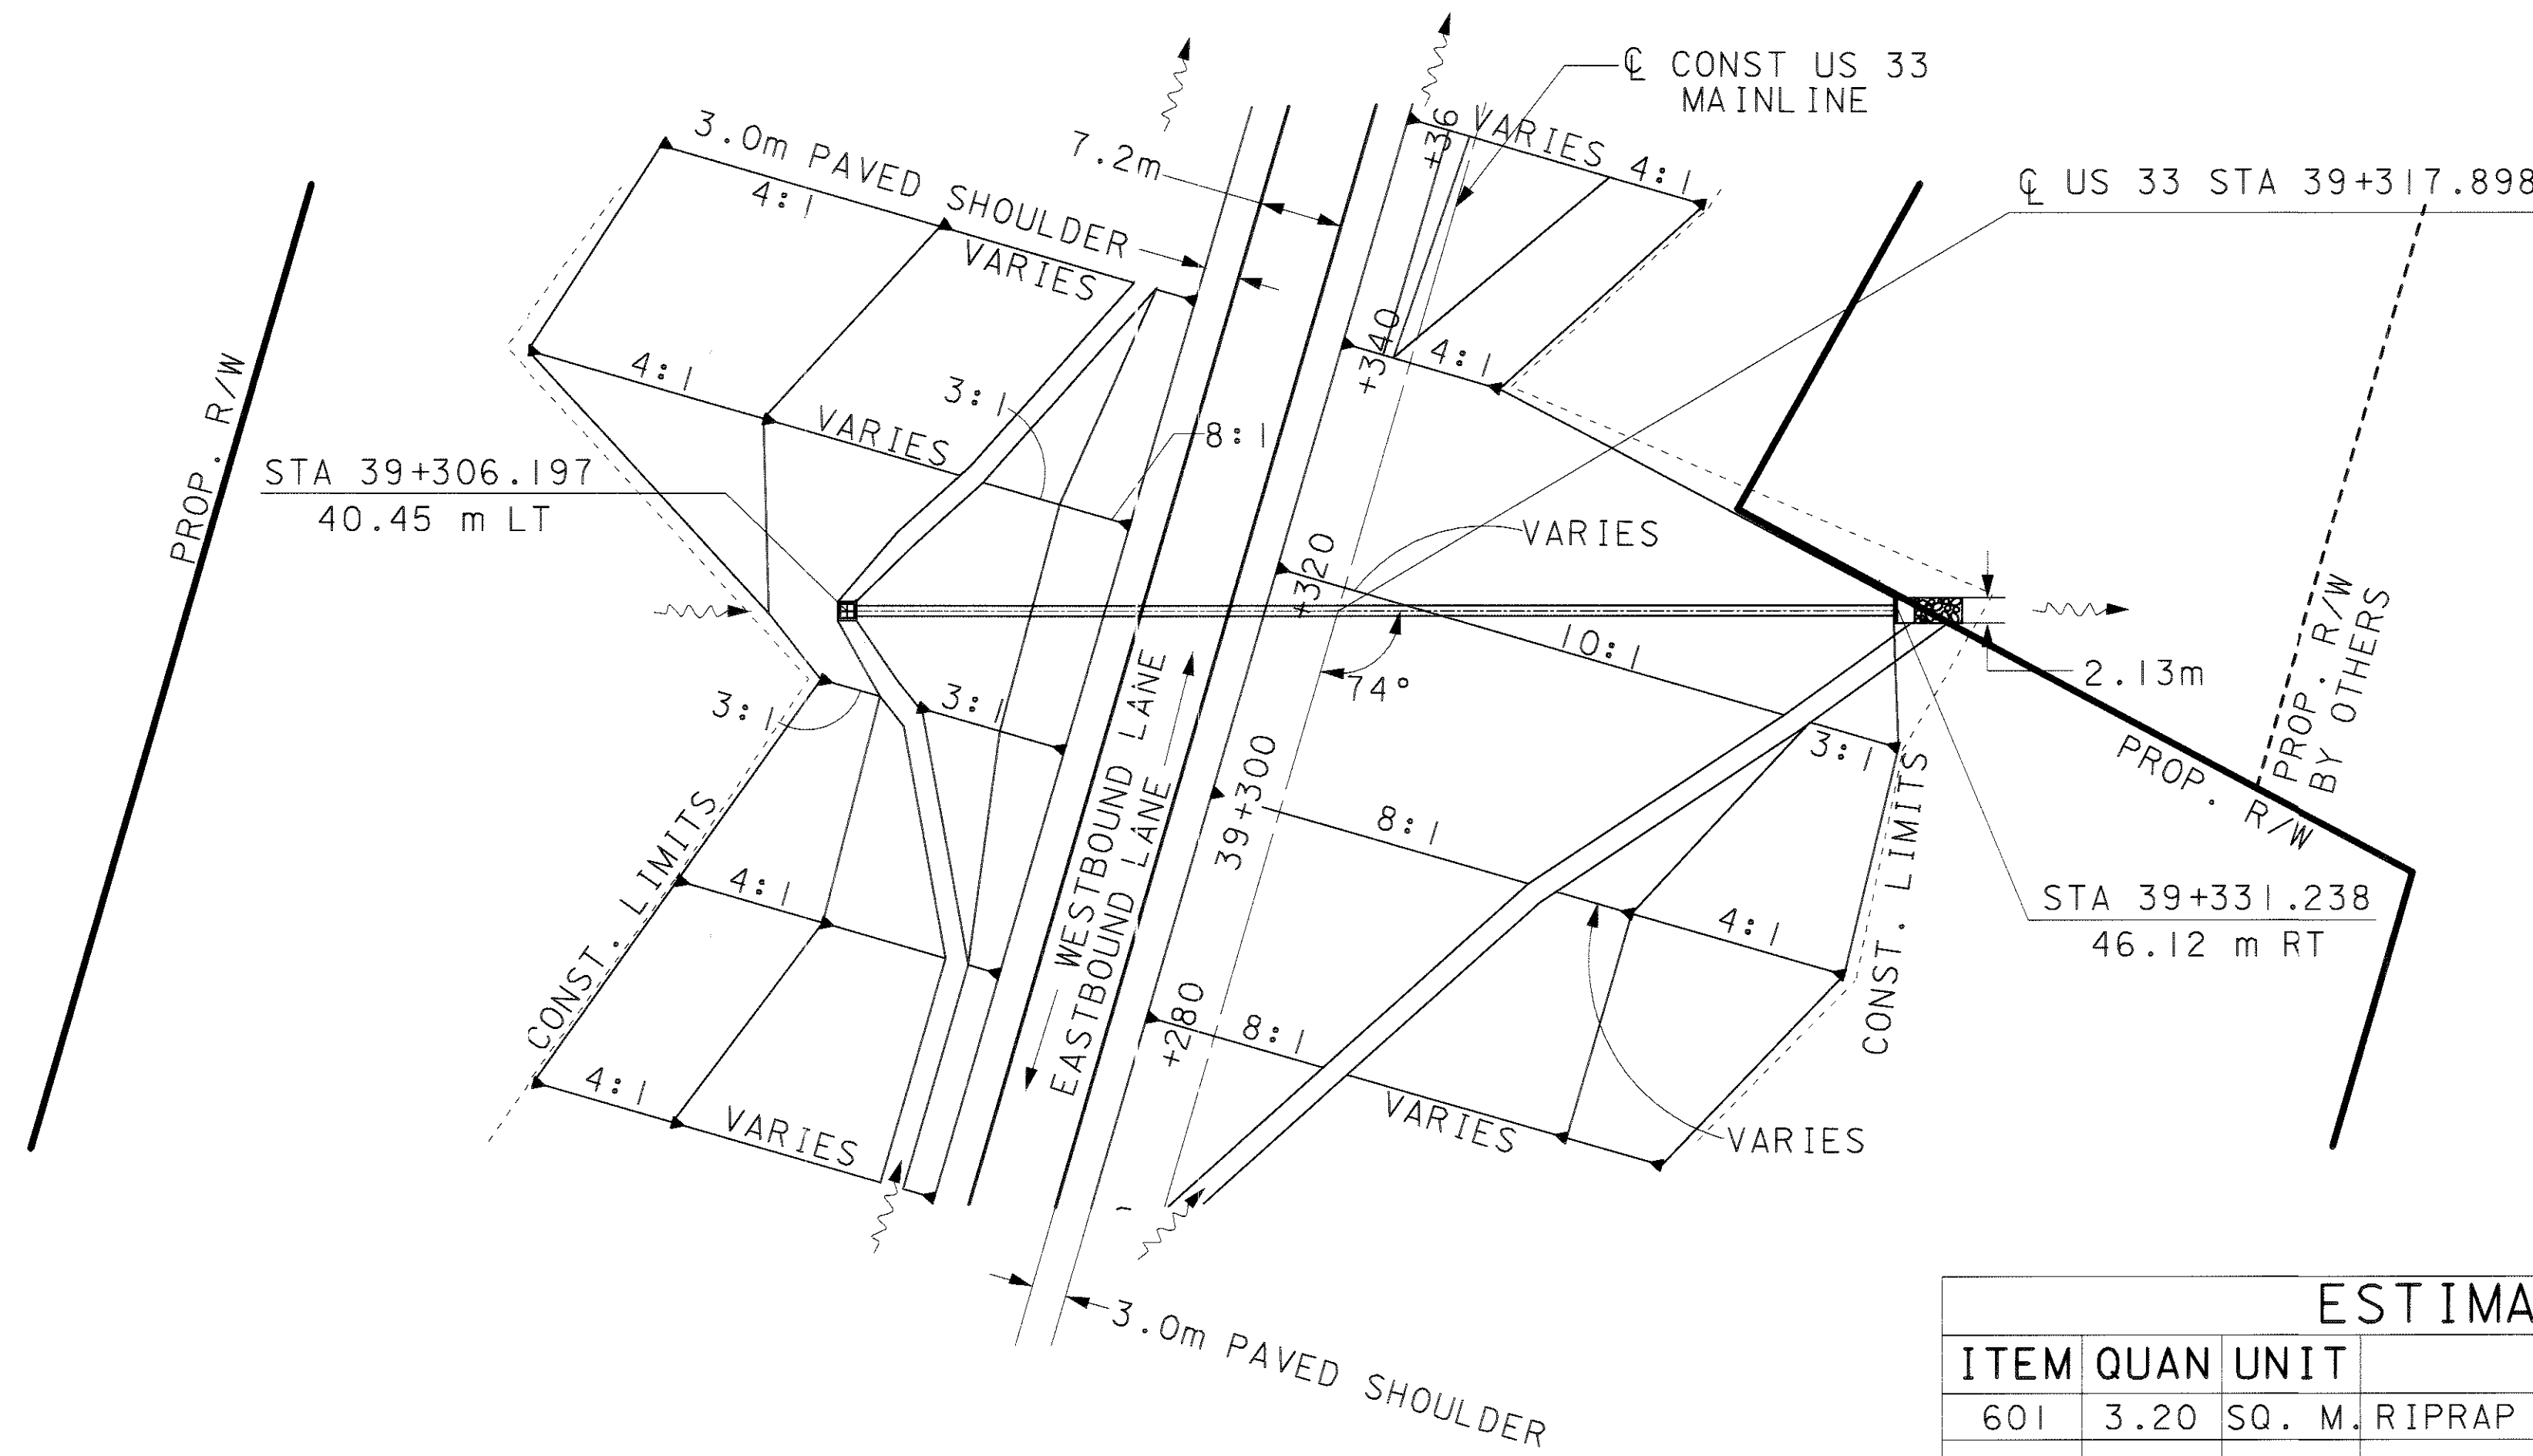 ℄ CONST US 33
MAINLINE
3.0m PAVED SHOULDER
7.2m
+36
VARIES
4:1
℄ US 33 STA 39+317.898
4:1
VARIES
PROP. R/W
4:1
3:1
VARIES
8:1
+340
4:1
STA 39+306.197
40.45 m LT
VARIES
+320
10:1
74°
2.13m
PROP. R/W
BY OTHERS
3:1
3:1
WESTBOUND LANE
EASTBOUND LANE
39+300
3:1
PROP. R/W
CONST. LIMITS
8:1
4:1
4:1
CONST. LIMITS
STA 39+331.238
46.12 m RT
+280
8:1
VARIES
VARIES
4:1
VARIES
3.0m PAVED SHOULDER
ESTIMA
ITEM QUAN UNIT
601 3.20 SQ. M. RIPRAP